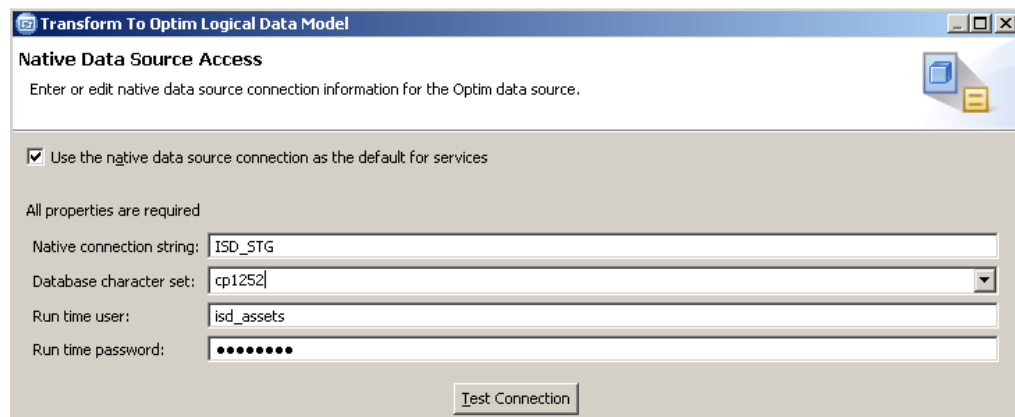 Transform To Optim Logical Data Model
Native Data Source Access
Enter or edit native data source connection information for the Optim data source.
Use the native data source connection as the default for services
All properties are required
Native connection string: ISD_STG
Database character set: cp1252
Run time user: isd_assets
Run time password: ●●●●●●●●
Test Connection